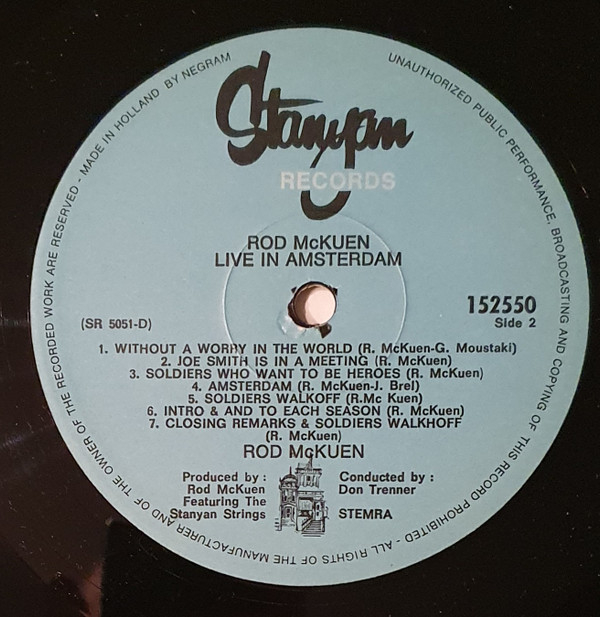 Stanyan
RECORDS
ROD McKUEN
LIVE IN AMSTERDAM
152550
(SR 5051-D)
Side 2
1. WITHOUT A WORRY IN THE WORLD (R. McKuen-G. Moustaki)
2. JOE SMITH IS IN A MEETING (R. McKuen)
3. SOLDIERS WHO WANT TO BE HEROES (R. McKuen)
4. AMSTERDAM (R. McKuen-J. Brel)
5. SOLDIERS WALKOFF (R.Mc Kuen)
6. INTRO & AND TO EACH SEASON (R. McKuen)
7. CLOSING REMARKS & SOLDIERS WALKHOFF
(R. McKuen)
ROD McKUEN
Produced by : Conducted by :
Rod McKuen Don Trenner
Featuring The
Stanyan Strings STEMRA
UNAUTHORIZED PUBLIC PERFORMANCE, BROADCASTING AND COPYING OF THIS RECORD PROHIBITED - ALL RIGHTS OF THE MANUFACTURER AND OF THE OWNER OF THE RECORDED WORK ARE RESERVED - MADE IN HOLLAND BY NEGRAM